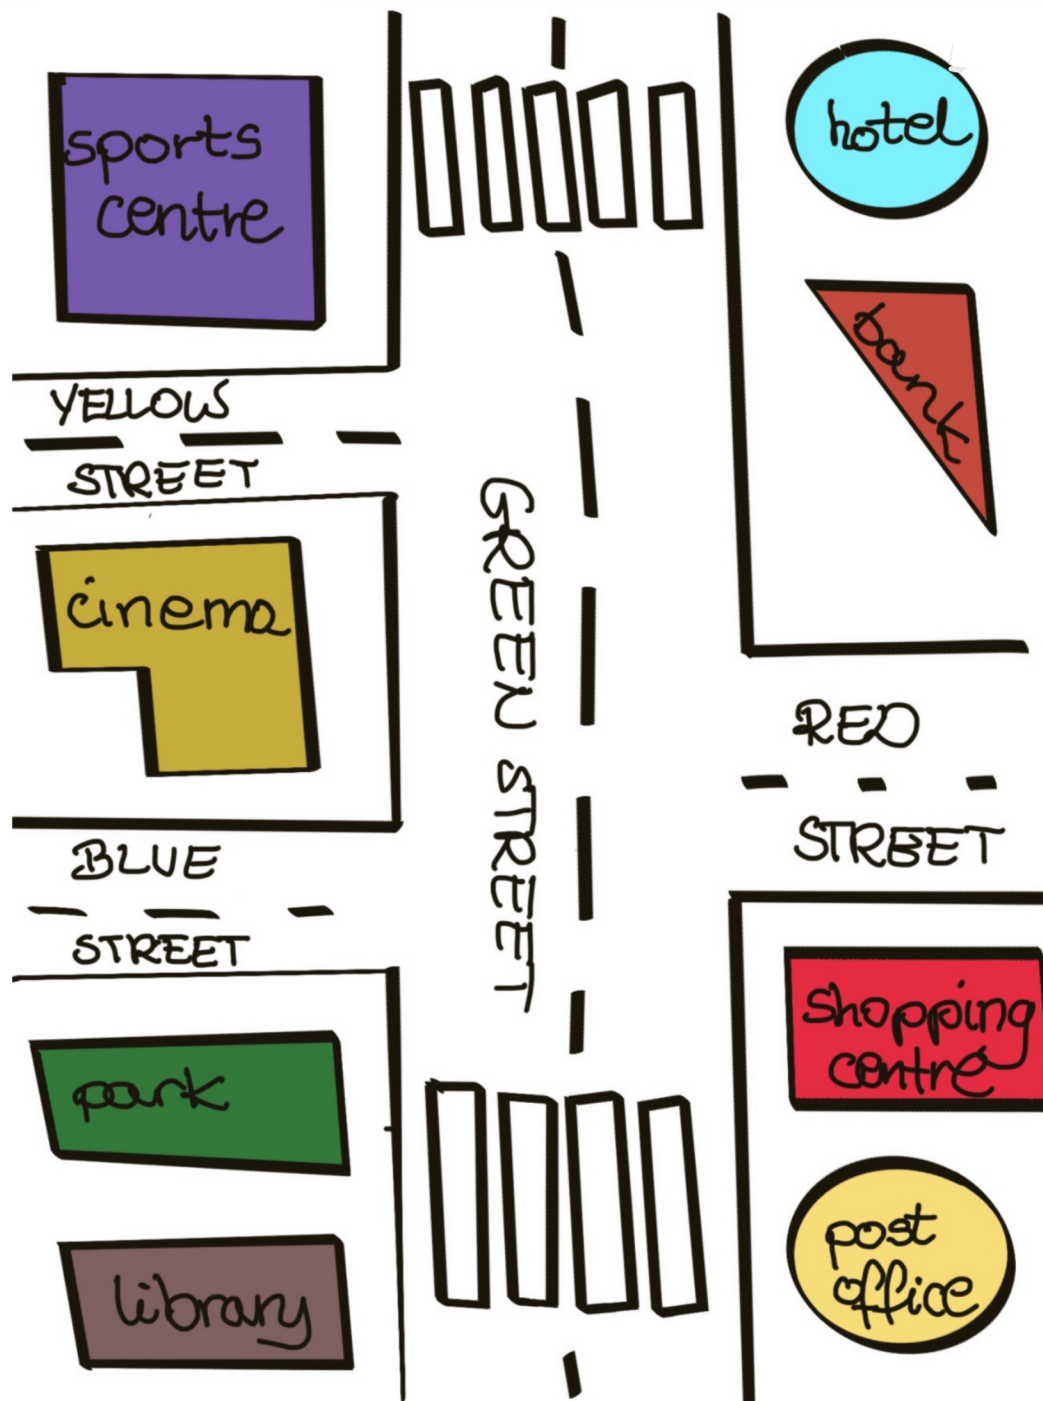 sports
centre
hotel
bank
YELLOW
STREET
cinema
GREEN STREET
RED
STREET
BLUE
STREET
shopping
centre
park
post
office
library